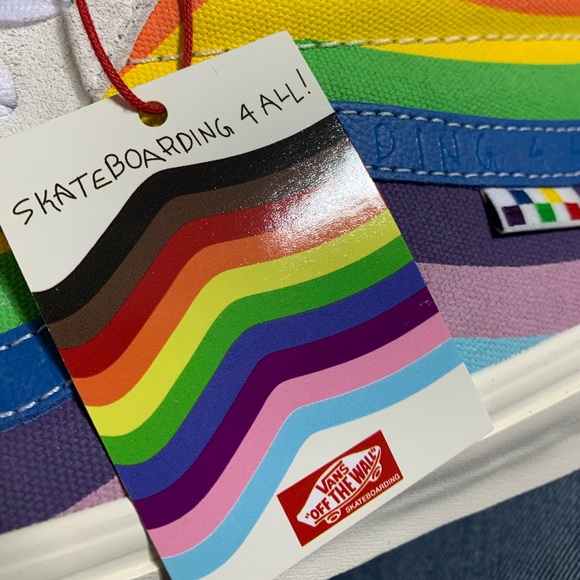 SKATEBOARDING 4 ALL!
DING 4
VANS
"OFF THE WALL"
SKATEBOARDING